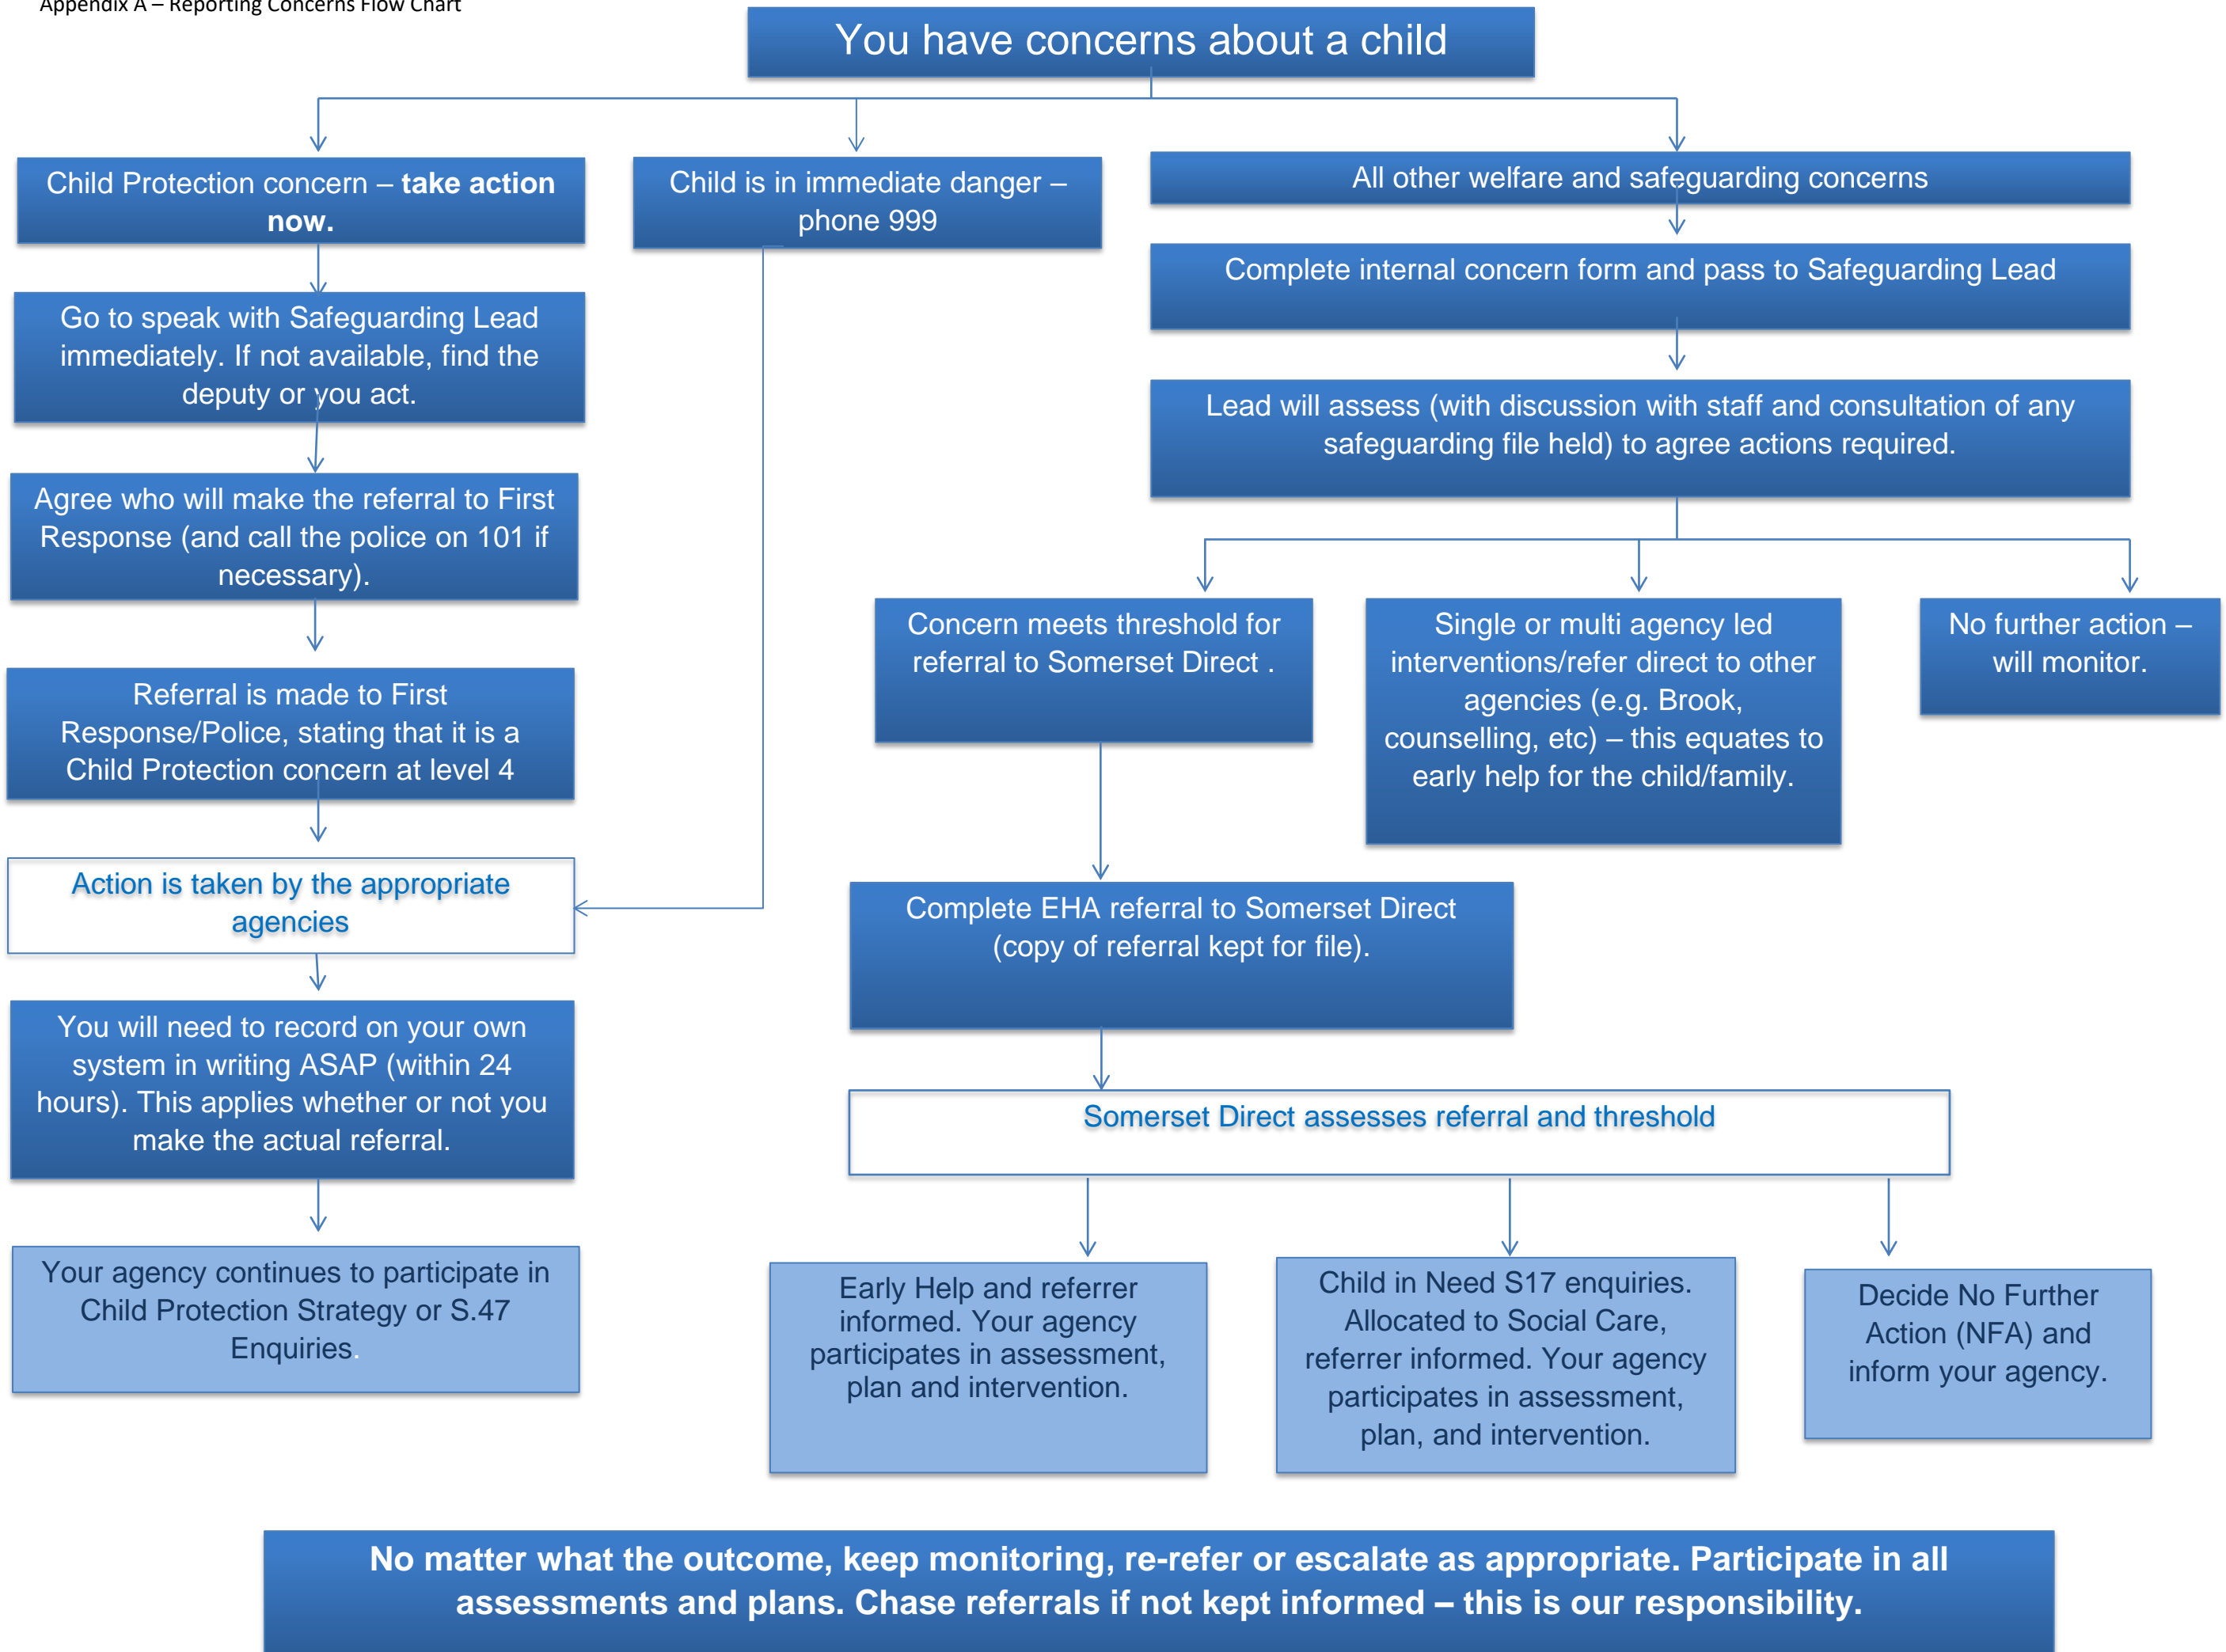 Appendix A – Reporting Concerns Flow Chart
You have concerns about a child
Child Protection concern – take action
now.
Child is in immediate danger –
phone 999
All other welfare and safeguarding concerns
Go to speak with Safeguarding Lead
immediately. If not available, find the
deputy or you act.
Complete internal concern form and pass to Safeguarding Lead
Lead will assess (with discussion with staff and consultation of any
safeguarding file held) to agree actions required.
Agree who will make the referral to First
Response (and call the police on 101 if
necessary).
Concern meets threshold for
referral to Somerset Direct .
Single or multi agency led
interventions/refer direct to other
agencies (e.g. Brook,
counselling, etc) – this equates to
early help for the child/family.
No further action –
will monitor.
Referral is made to First
Response/Police, stating that it is a
Child Protection concern at level 4
Action is taken by the appropriate
agencies
Complete EHA referral to Somerset Direct
(copy of referral kept for file).
You will need to record on your own
system in writing ASAP (within 24
hours). This applies whether or not you
make the actual referral.
Somerset Direct assesses referral and threshold
Your agency continues to participate in
Child Protection Strategy or S.47
Enquiries.
Early Help and referrer
informed. Your agency
participates in assessment,
plan and intervention.
Child in Need S17 enquiries.
Allocated to Social Care,
referrer informed. Your agency
participates in assessment,
plan, and intervention.
Decide No Further
Action (NFA) and
inform your agency.
No matter what the outcome, keep monitoring, re-refer or escalate as appropriate. Participate in all
assessments and plans. Chase referrals if not kept informed – this is our responsibility.